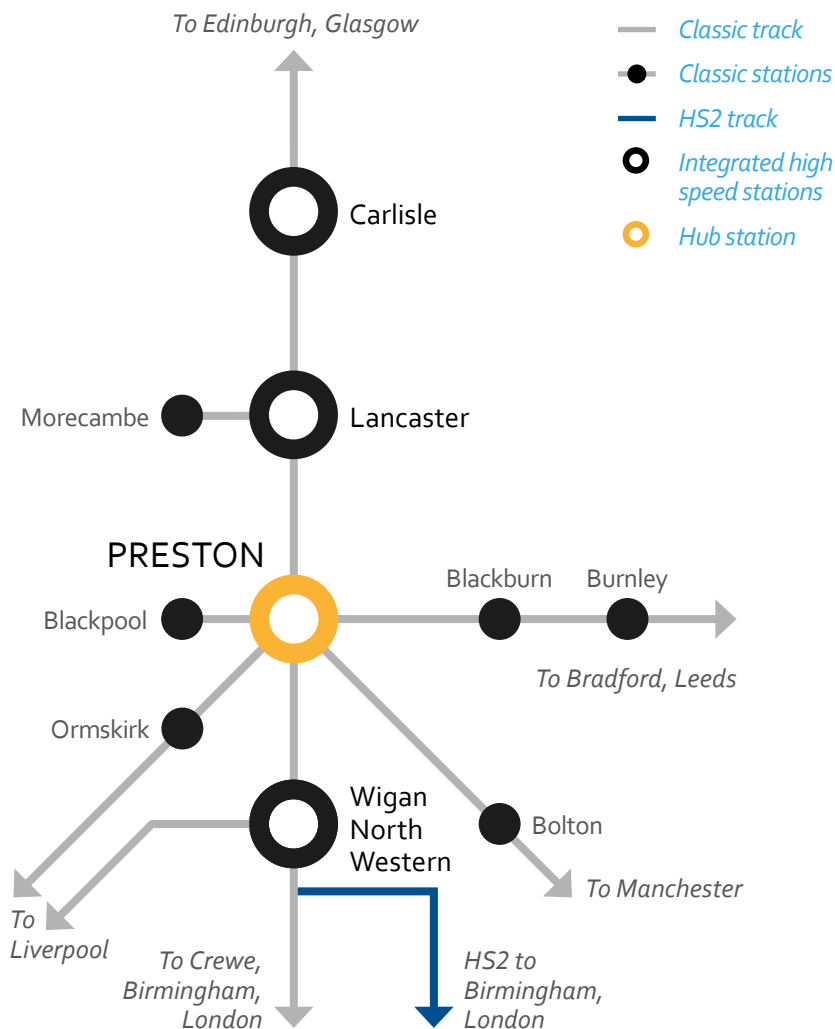 To Edinburgh, Glasgow
Classic track
Classic stations
HS2 track
Integrated high
speed stations
Hub station
Carlisle
Morecambe
Lancaster
PRESTON
Blackpool
Blackburn
Burnley
To Bradford, Leeds
Ormskirk
Wigan
North
Western
Bolton
To Manchester
To
Liverpool
To Crewe,
Birmingham,
London
HS2 to
Birmingham,
London